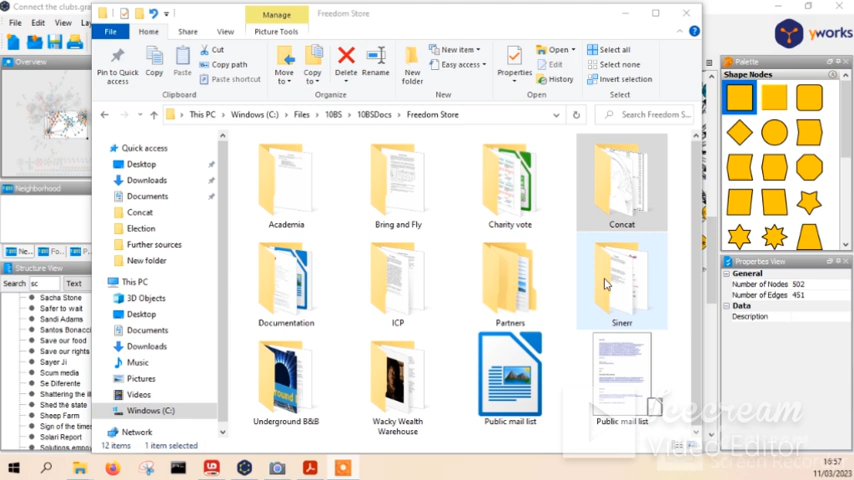 Connect the clubs.gra
Manage
Freedom Store
File
Edit
View
File
Home
Share
View
Picture Tools
yworks
Overview
Pin to Quick access
Copy
Paste
Cut
Copy path
Paste shortcut
Move to
Copy to
Delete
Rename
New folder
New item
Easy access
Properties
Open
Edit
History
Select all
Select none
Invert selection
Clipboard
Organize
New
Open
Select
This PC
Windows (C:)
Files
10BS
10BSDocs
Freedom Store
Search Freedom S...
Palette
Shape Nodes
Neighborhood
Ne...
Fo...
Structure View
Search
sc
Text
Sacha Stone
Safer to wait
Sandi Adams
Santos Bonacci
Save our food
Save our rights
Sayer Ji
Scum media
Se Diferente
Shattering the ill
Shed the state
Sheep Farm
Sign of the times
Solari Report
Solutions empow
Quick access
Desktop
Downloads
Documents
Concat
Election
Further sources
New folder
This PC
3D Objects
Desktop
Documents
Downloads
Music
Pictures
Videos
Windows (C:)
Network
Academia
Bring and Fly
Charity vote
Concat
Documentation
ICP
Partners
Sinerr
Underground B&B
Wacky Wealth
Warehouse
Public mail list
Public mail list
12 items
1 item selected
Properties View
General
Number of Nodes 502
Number of Edges 451
Data
Description
Icecream
Video Editor
16:57
11/03/2023